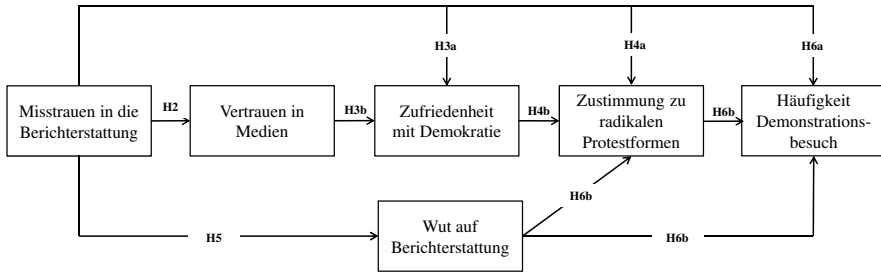 H3a
H4a
H6a
Misstrauen in die
Berichterstattung
H2
Vertrauen in
Medien
H3b
Zufriedenheit
mit Demokratie
H4b
Zustimmung zu
radikalen
Protestformen
H6b
Häufigkeit
Demonstrations-
besuch
H6b
H5
Wut auf
Berichterstattung
H6b